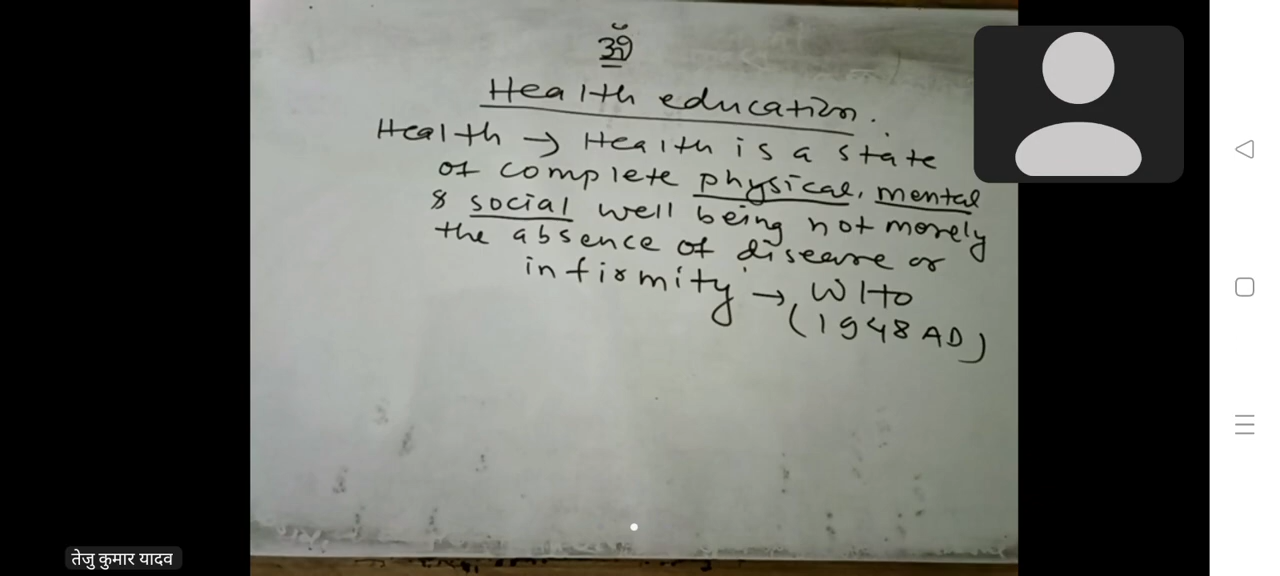 ॐ
Health education.
Health → Health is a state
of complete physical, mental
& social well being not morely
the absence of disease or
infirmity → WHO
(1948 AD)
तेजु कुमार यादव